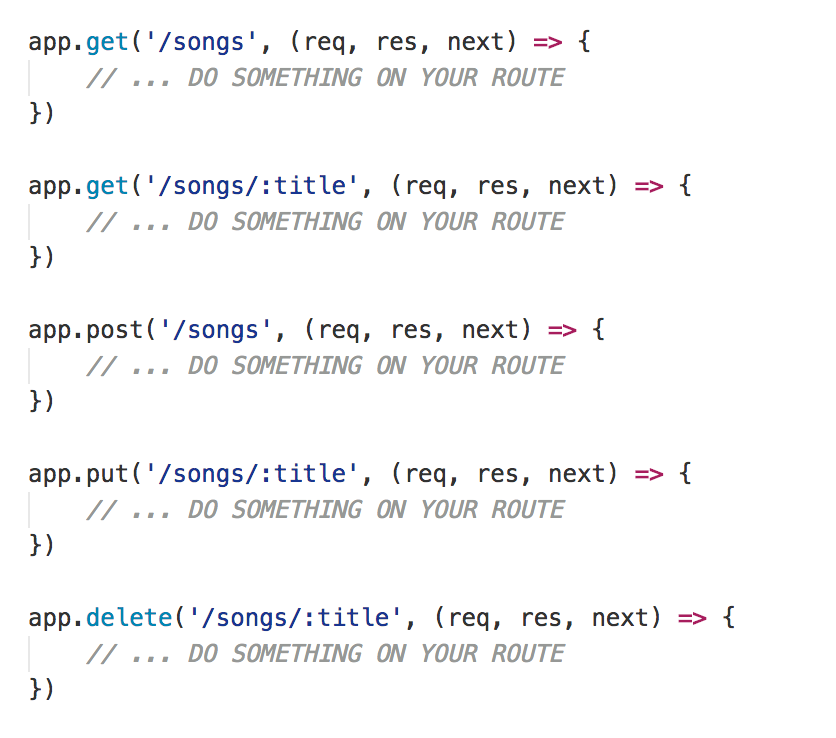 app.get('/songs', (req, res, next) => {
    // ... DO SOMETHING ON YOUR ROUTE
})

app.get('/songs/:title', (req, res, next) => {
    // ... DO SOMETHING ON YOUR ROUTE
})

app.post('/songs', (req, res, next) => {
    // ... DO SOMETHING ON YOUR ROUTE
})

app.put('/songs/:title', (req, res, next) => {
    // ... DO SOMETHING ON YOUR ROUTE
})

app.delete('/songs/:title', (req, res, next) => {
    // ... DO SOMETHING ON YOUR ROUTE
})